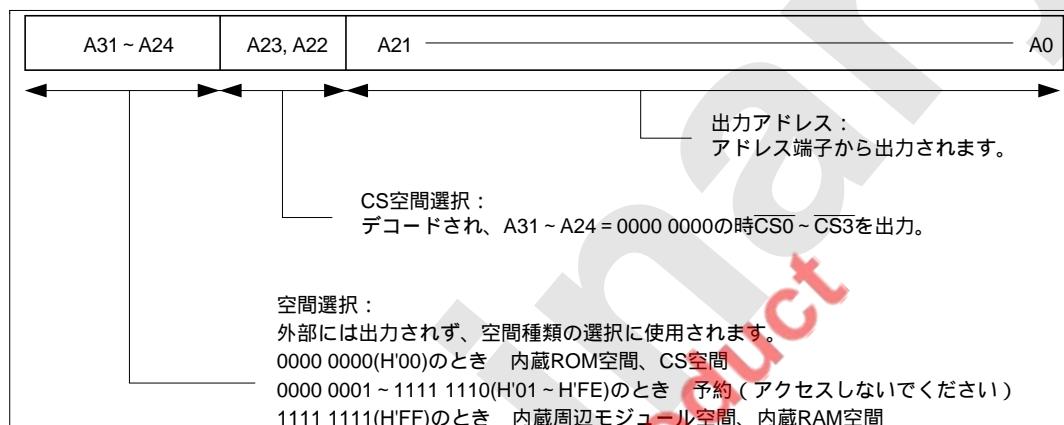 A31～A24 A23, A22 A21 A0
出力アドレス：
アドレス端子から出力されます。
CS空間選択：
デコードされ、A31～A24 = 0000 0000の時CS0～CS3を出力。
空間選択：
外部には出力されず、空間種類の選択に使用されます。
0000 0000(H'00)のとき　内蔵ROM空間、CS空間
0000 0001～1111 1110(H'01～H'FE)のとき　予約（アクセスしないでください）
1111 1111(H'FF)のとき　内蔵周辺モジュール空間、内蔵RAM空間